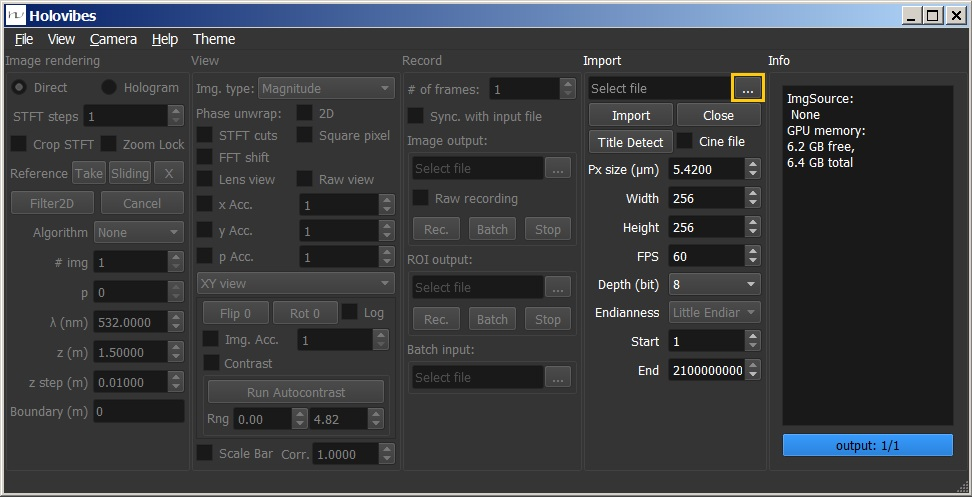 Holovibes
File View Camera Help Theme
Image rendering
Direct Hologram
STFT steps 1
Crop STFT Zoom Lock
Reference Take Sliding X
Filter2D Cancel
Algorithm None
# img 1
p 0
λ (nm) 532.0000
z (m) 1.50000
z step (m) 0.01000
Boundary (m) 0
View
Img. type: Magnitude
Phase unwrap: 2D
STFT cuts Square pixel
FFT shift
Lens view Raw view
x Acc. 1
y Acc. 1
p Acc. 1
XY view
Flip 0 Rot 0 Log
Img. Acc. 1
Contrast
Run Autocontrast
Rng 0.00 4.82
Scale Bar Corr. 1.0000
Record
# of frames: 1
Sync. with input file
Image output:
Select file ...
Raw recording
Rec. Batch Stop
ROI output:
Select file ...
Rec. Batch Stop
Batch input:
Select file ...
Import
Select file ...
Import Close
Title Detect Cine file
Px size (µm) 5.4200
Width 256
Height 256
FPS 60
Depth (bit) 8
Endianness Little Endiar
Start 1
End 2100000000
Info
ImgSource:
None
GPU memory:
6.2 GB free,
6.4 GB total
output: 1/1